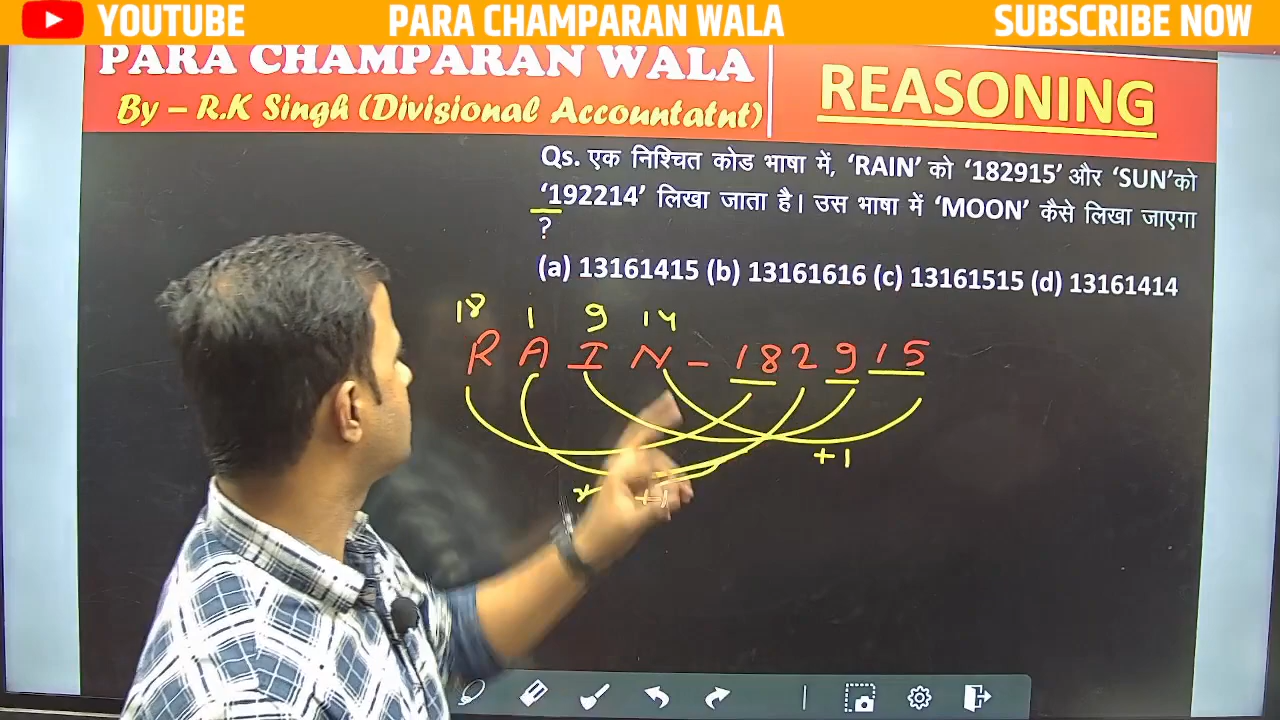 YOUTUBE PARA CHAMPARAN WALA SUBSCRIBE NOW
PARA CHAMPARAN WALA
By – R.K Singh (Divisional Accountatnt)
REASONING
Qs. एक निश्चित कोड भाषा में, ‘RAIN’ को ‘182915’ और ‘SUN’को
‘192214’ लिखा जाता है। उस भाषा में ‘MOON’ कैसे लिखा जाएगा
?
(a) 13161415 (b) 13161616 (c) 13161515 (d) 13161414
18 1 9 14
R A I N – 182915
+1
+1